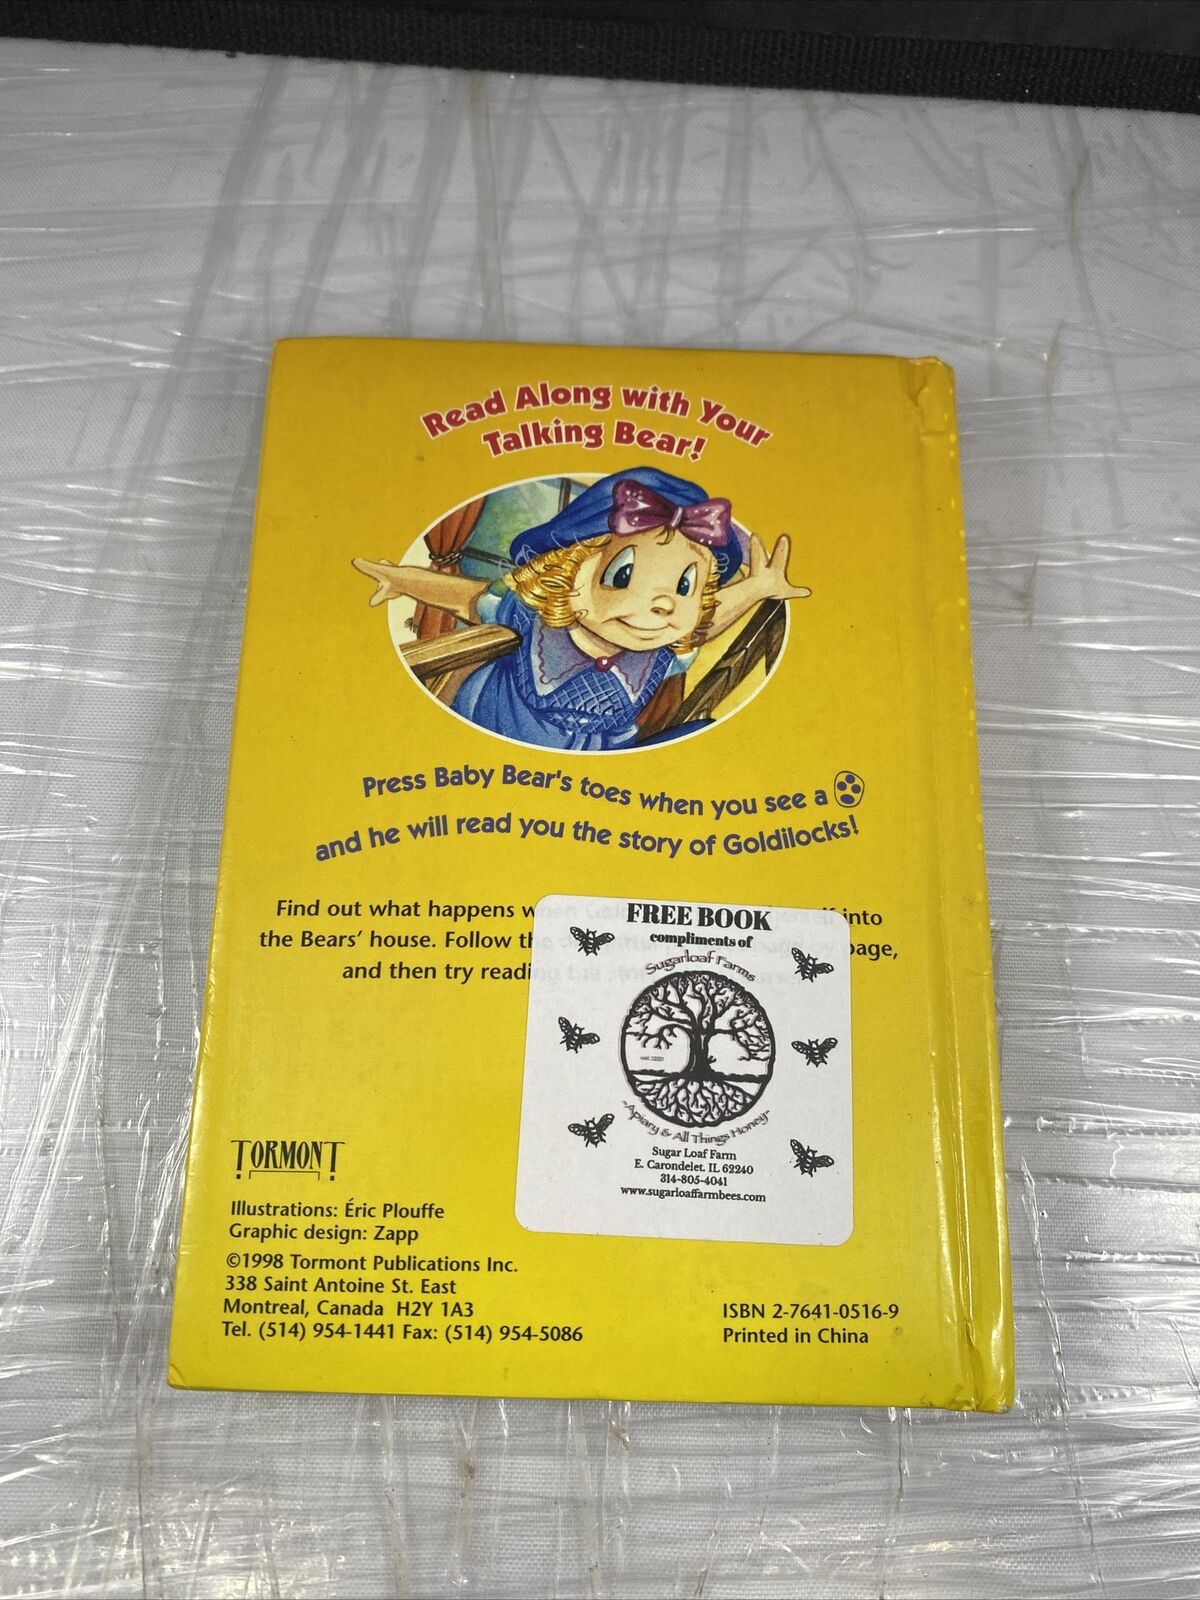 Read Along with Your
Talking Bear!
Press Baby Bear's toes when you see a
and he will read you the story of Goldilocks!
Find out what happens when into
the Bears' house. Follow the page,
and then try reading
FREE BOOK
compliments of
Sugarloaf Farms
~Apiary & All Things Honey~
Sugar Loaf Farm
E. Carondelet, IL 62240
314-805-4041
www.sugarloaffarmbees.com
TORMONT
Illustrations: Éric Plouffe
Graphic design: Zapp
©1998 Tormont Publications Inc.
338 Saint Antoine St. East
Montreal, Canada H2Y 1A3
Tel. (514) 954-1441 Fax: (514) 954-5086
ISBN 2-7641-0516-9
Printed in China